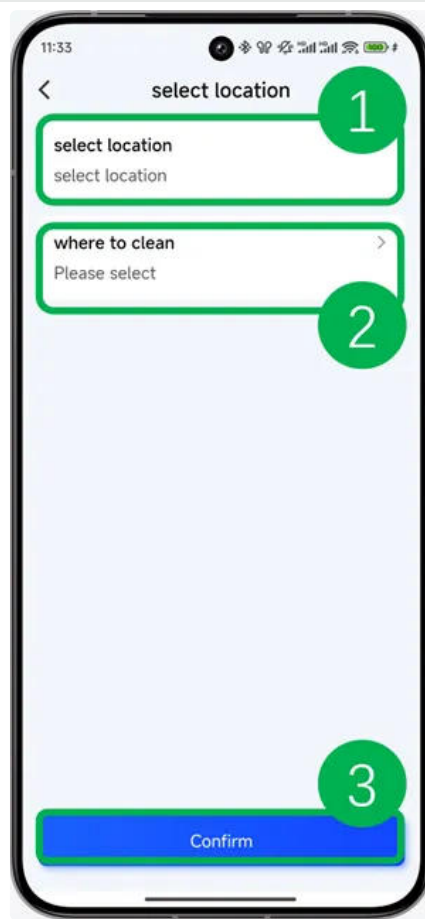 11:33
select location
1
select location
select location
where to clean
Please select
2
3
Confirm